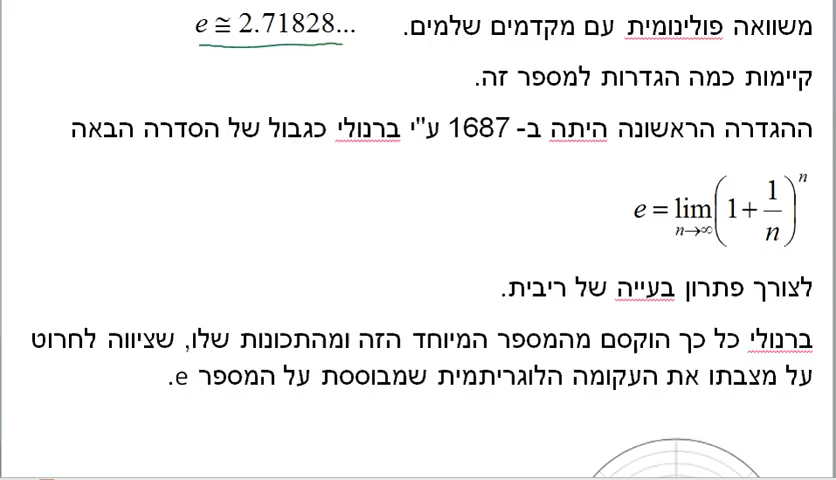 משוואה פולינומית עם מקדמים שלמים. e ≅ 2.71828...
קיימות כמה הגדרות למספר זה.
ההגדרה הראשונה היתה ב- 1687 ע"י ברנולי כגבול של הסדרה הבאה
e = lim n→∞ (1 + 1/n)^n
לצורך פתרון בעייה של ריבית.
ברנולי כל כך הוקסם מהמספר המיוחד הזה ומהתכונות שלו, שציווה לחרוט
על מצבתו את העקומה הלוגריתמית שמבוססת על המספר e.